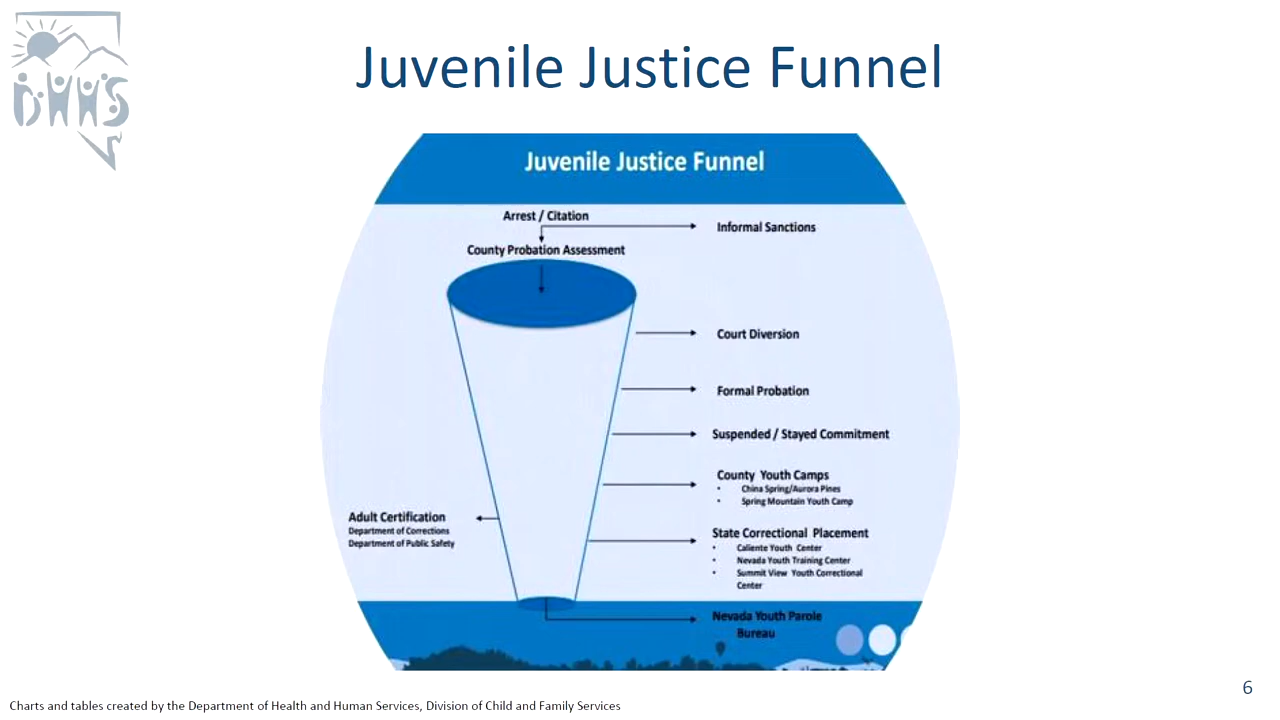 DHHS
Juvenile Justice Funnel
Juvenile Justice Funnel
Arrest / Citation
Informal Sanctions
County Probation Assessment
Court Diversion
Formal Probation
Suspended / Stayed Commitment
County Youth Camps
• China Spring/Aurora Pines
• Spring Mountain Youth Camp
Adult Certification
Department of Corrections
Department of Public Safety
State Correctional Placement
• Caliente Youth Center
• Nevada Youth Training Center
• Summit View Youth Correctional
Center
Nevada Youth Parole
Bureau
6
Charts and tables created by the Department of Health and Human Services, Division of Child and Family Services